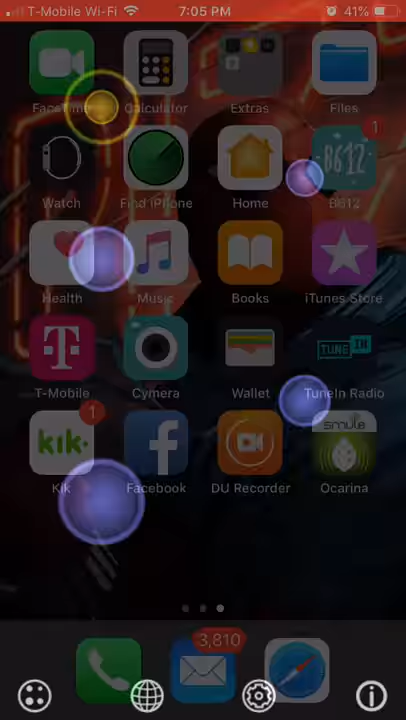 T-Mobile Wi-Fi 7:05 PM 41%
FaceTime Calculator Extras Files
1
B612
Watch Find iPhone Home B612
Health Music Books iTunes Store
T
TUNE IN
T-Mobile Cymera Wallet TuneIn Radio
1
smule
kik f
Kik Facebook DU Recorder Ocarina
3,810